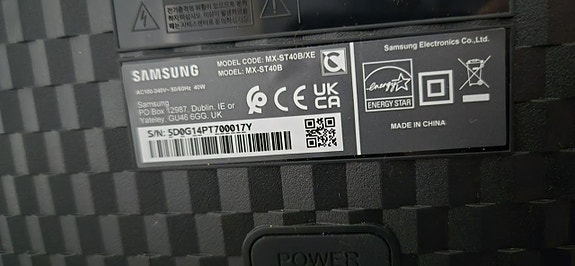 SAMSUNG
MODEL CODE: MX-ST40B/XE
MODEL: MX-ST40B
AC100-240V~ 50/60Hz 40W
Samsung
PO Box 12987. Dublin. IE or
Yateley. GU46 6GG. UK
CE
UK
CA
S/N: 5D0G14PT700017Y
Samsung Electronics Co.,Ltd.
energy
ENERGY STAR
MADE IN CHINA
POWER